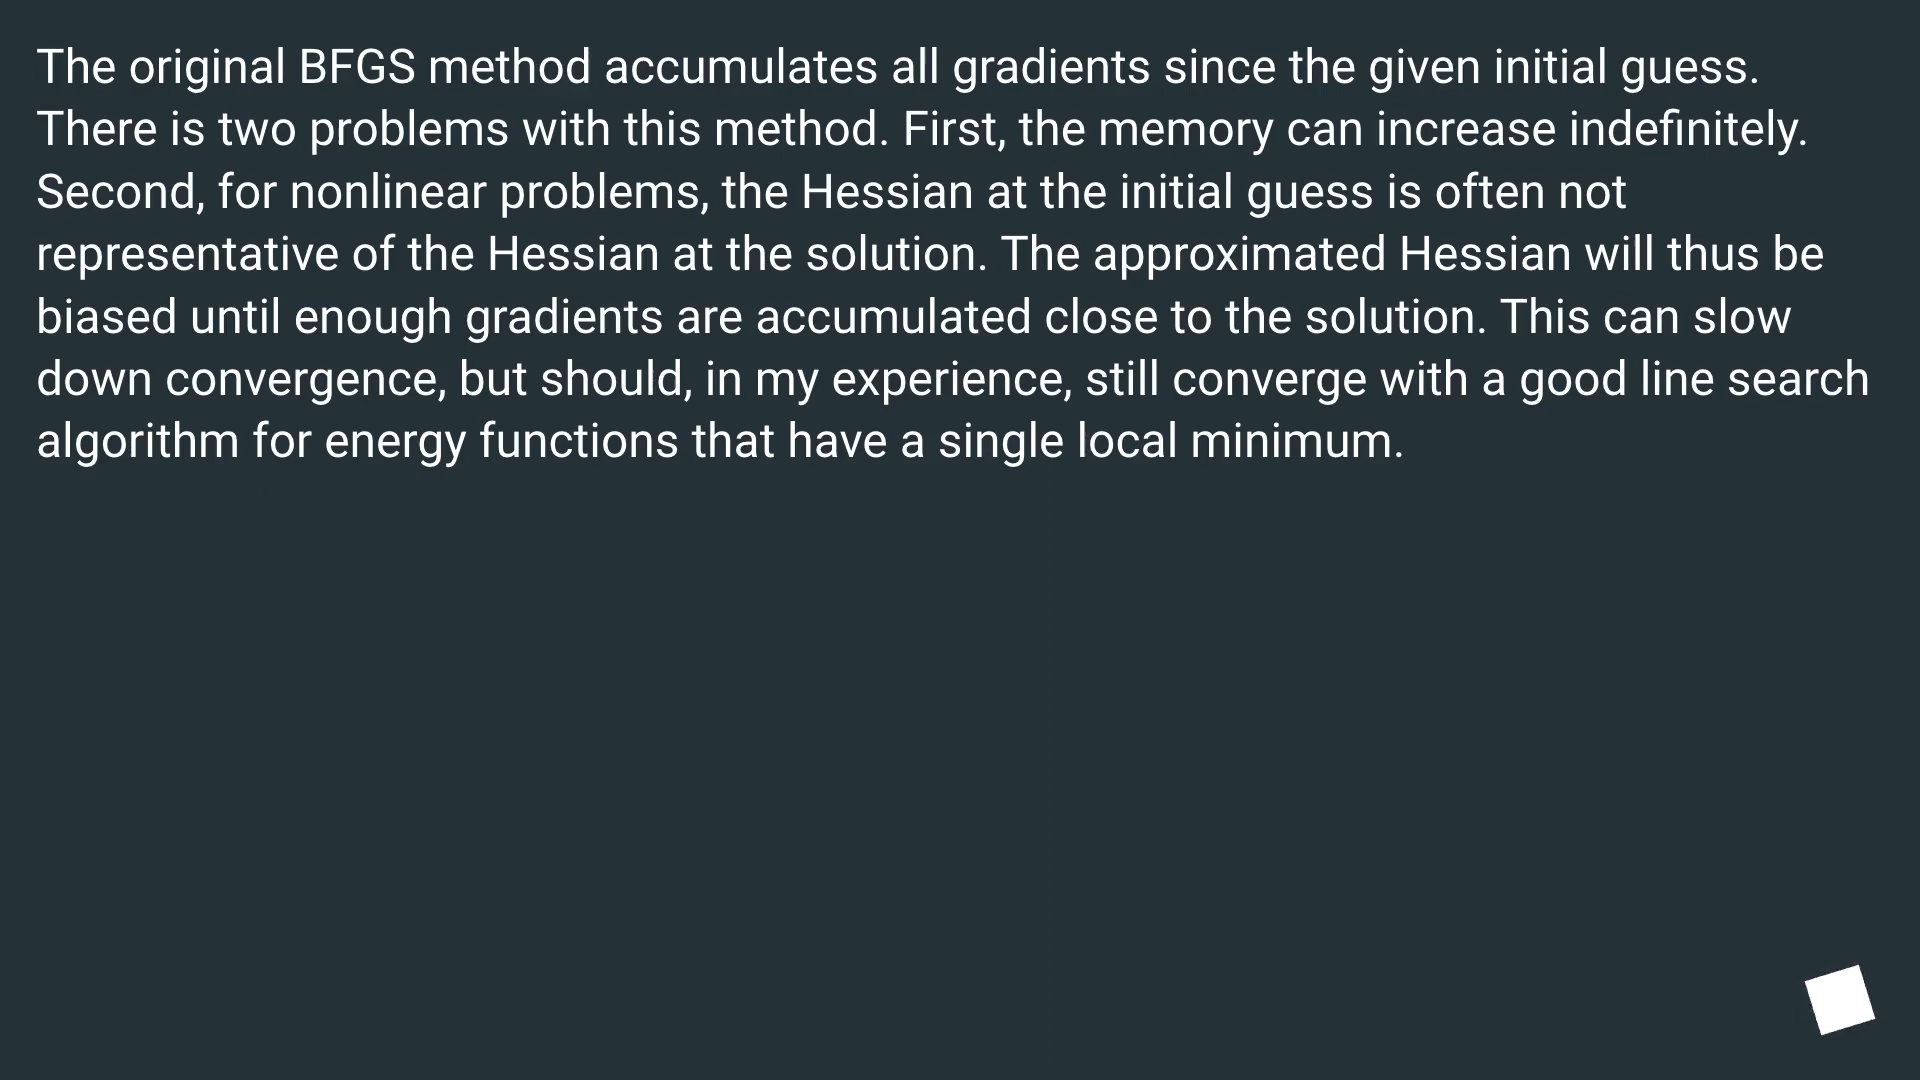 The original BFGS method accumulates all gradients since the given initial guess.
There is two problems with this method. First, the memory can increase indefinitely.
Second, for nonlinear problems, the Hessian at the initial guess is often not
representative of the Hessian at the solution. The approximated Hessian will thus be
biased until enough gradients are accumulated close to the solution. This can slow
down convergence, but should, in my experience, still converge with a good line search
algorithm for energy functions that have a single local minimum.